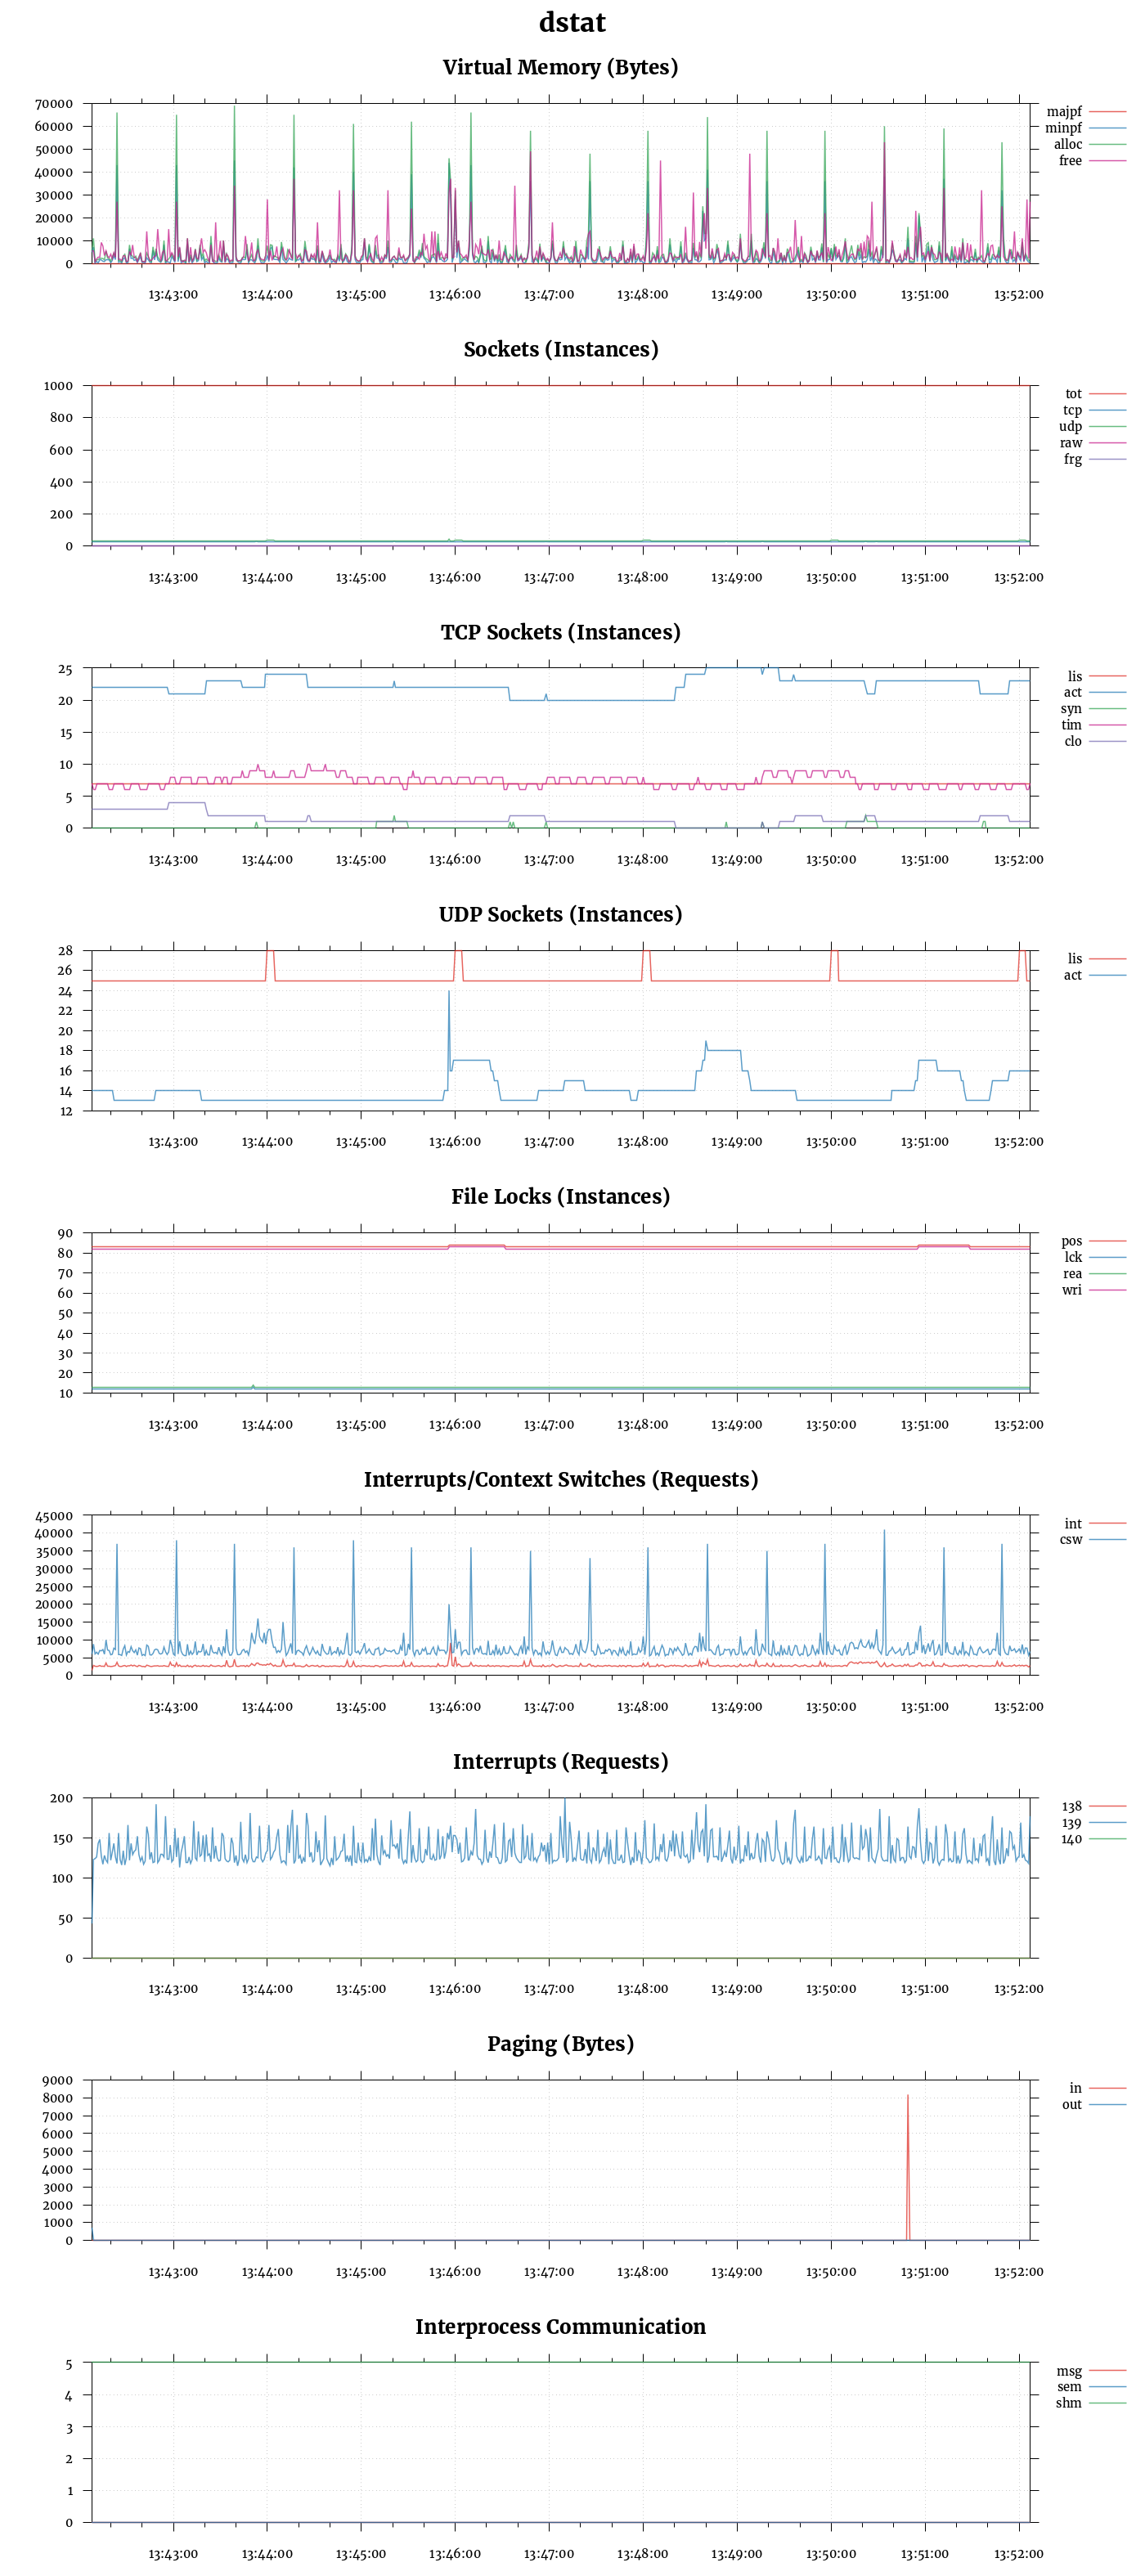 dstat
Virtual Memory (Bytes)
70000
60000
50000
40000
30000
20000
10000
0
majpf
minpf
alloc
free
13:43:00 13:44:00 13:45:00 13:46:00 13:47:00 13:48:00 13:49:00 13:50:00 13:51:00 13:52:00
Sockets (Instances)
1000
800
600
400
200
0
tot
tcp
udp
raw
frg
13:43:00 13:44:00 13:45:00 13:46:00 13:47:00 13:48:00 13:49:00 13:50:00 13:51:00 13:52:00
TCP Sockets (Instances)
25
20
15
10
5
0
lis
act
syn
tim
clo
13:43:00 13:44:00 13:45:00 13:46:00 13:47:00 13:48:00 13:49:00 13:50:00 13:51:00 13:52:00
UDP Sockets (Instances)
28
26
24
22
20
18
16
14
12
lis
act
13:43:00 13:44:00 13:45:00 13:46:00 13:47:00 13:48:00 13:49:00 13:50:00 13:51:00 13:52:00
File Locks (Instances)
90
80
70
60
50
40
30
20
10
pos
lck
rea
wri
13:43:00 13:44:00 13:45:00 13:46:00 13:47:00 13:48:00 13:49:00 13:50:00 13:51:00 13:52:00
Interrupts/Context Switches (Requests)
45000
40000
35000
30000
25000
20000
15000
10000
5000
0
int
csw
13:43:00 13:44:00 13:45:00 13:46:00 13:47:00 13:48:00 13:49:00 13:50:00 13:51:00 13:52:00
Interrupts (Requests)
200
150
100
50
0
138
139
140
13:43:00 13:44:00 13:45:00 13:46:00 13:47:00 13:48:00 13:49:00 13:50:00 13:51:00 13:52:00
Paging (Bytes)
9000
8000
7000
6000
5000
4000
3000
2000
1000
0
in
out
13:43:00 13:44:00 13:45:00 13:46:00 13:47:00 13:48:00 13:49:00 13:50:00 13:51:00 13:52:00
Interprocess Communication
5
4
3
2
1
0
msg
sem
shm
13:43:00 13:44:00 13:45:00 13:46:00 13:47:00 13:48:00 13:49:00 13:50:00 13:51:00 13:52:00